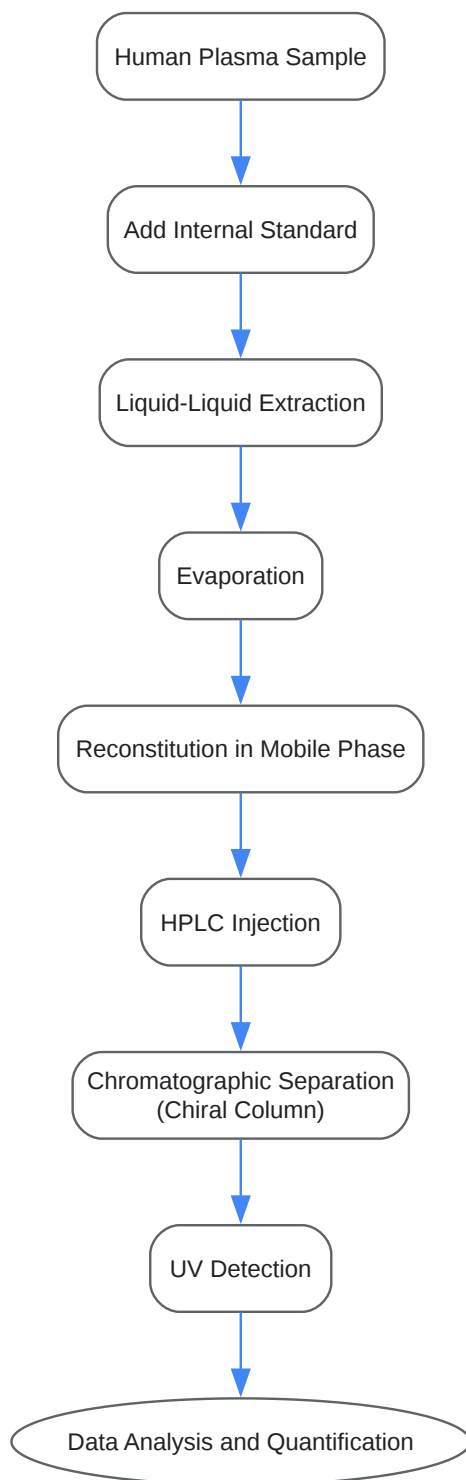 Human Plasma Sample
Add Internal Standard
Liquid-Liquid Extraction
Evaporation
Reconstitution in Mobile Phase
HPLC Injection
Chromatographic Separation
(Chiral Column)
UV Detection
Data Analysis and Quantification